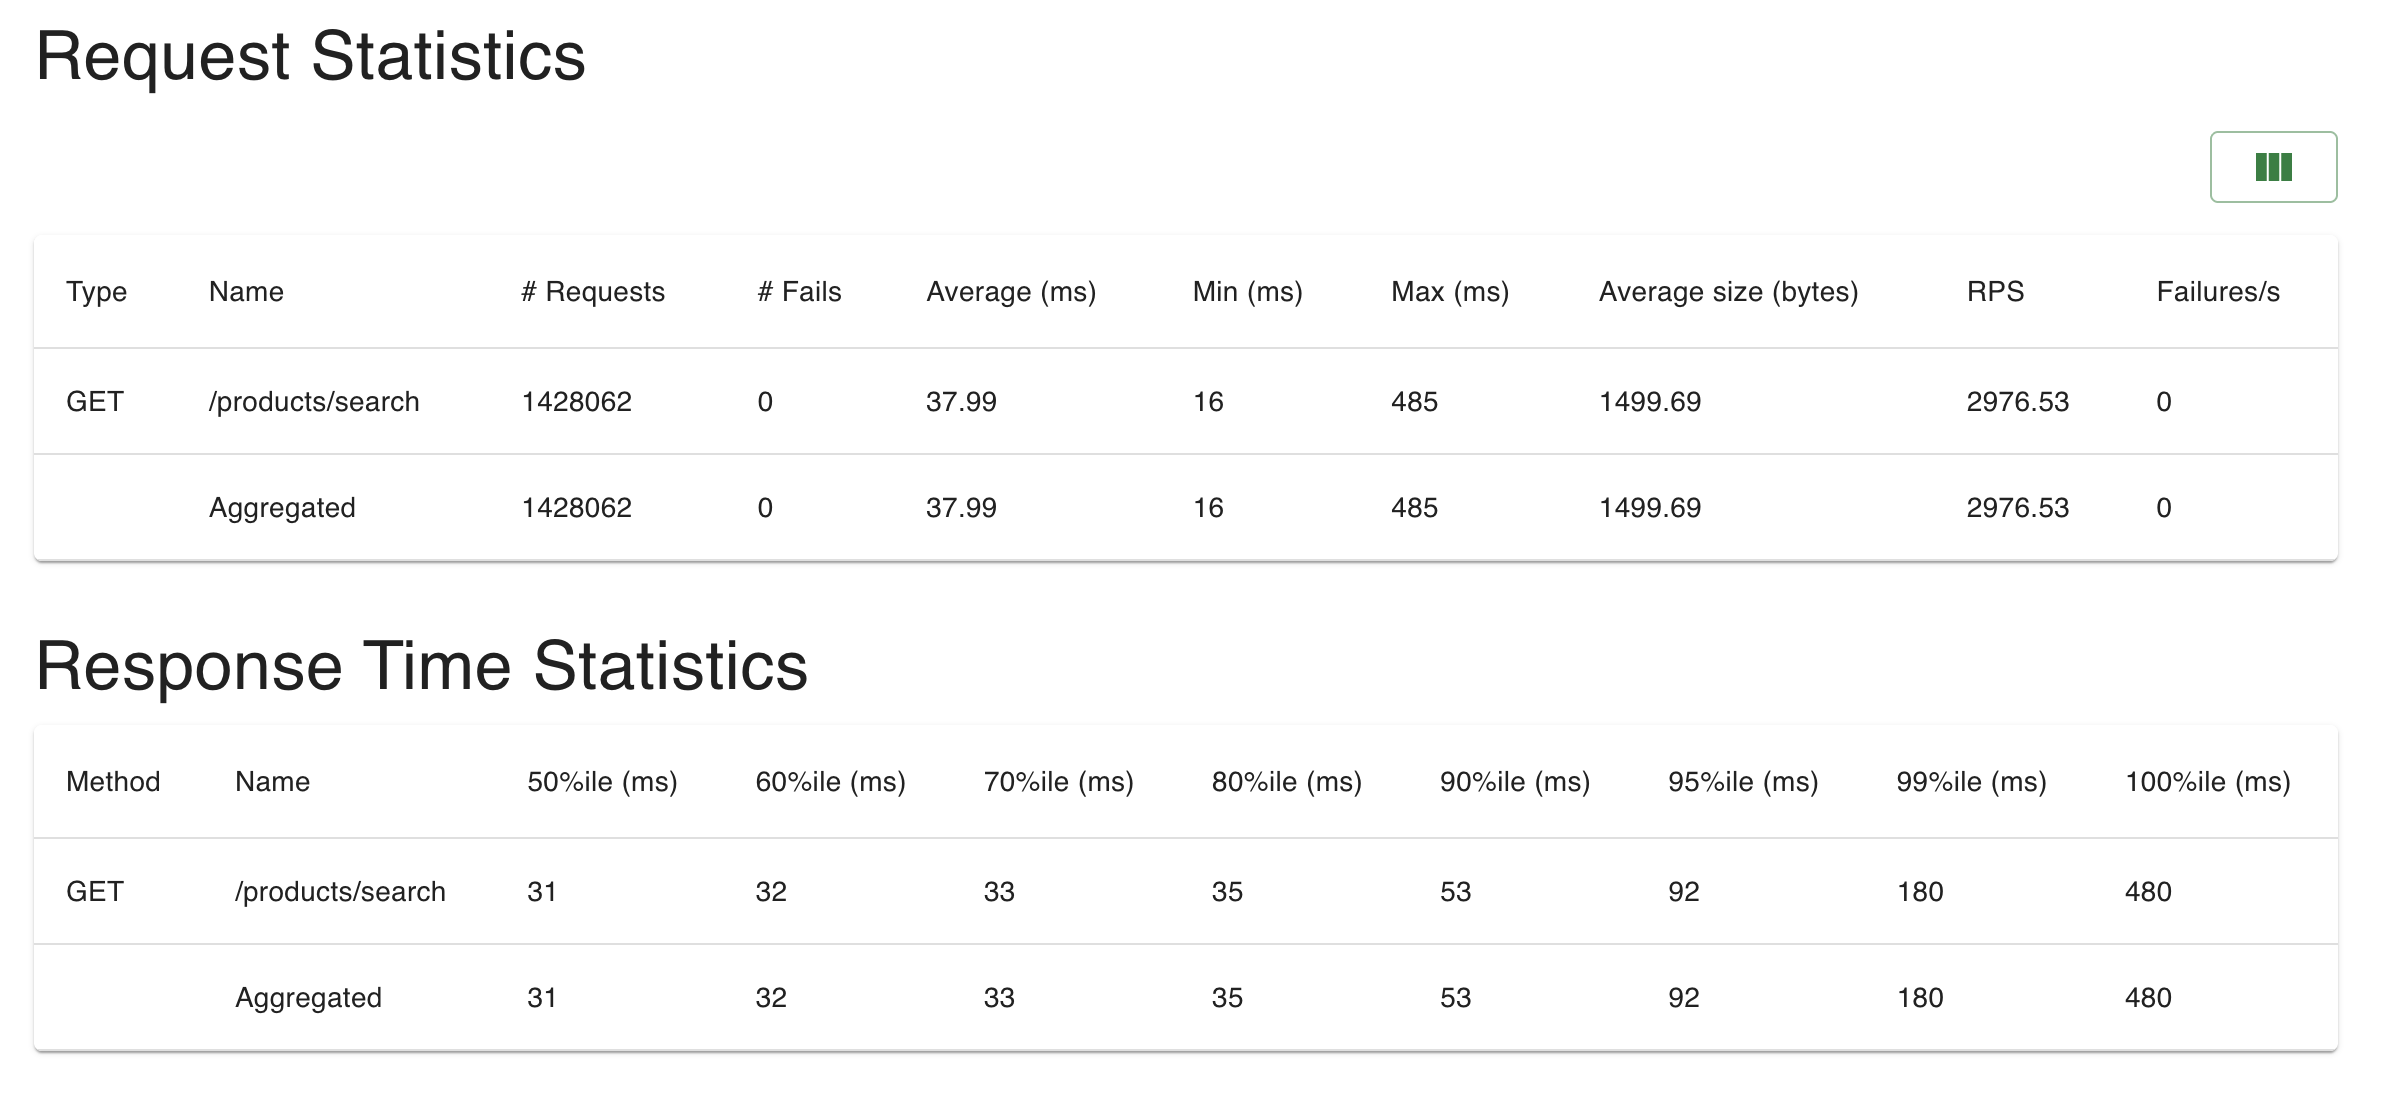 Request Statistics
Type Name # Requests # Fails Average (ms) Min (ms) Max (ms) Average size (bytes) RPS Failures/s
GET /products/search 1428062 0 37.99 16 485 1499.69 2976.53 0
Aggregated 1428062 0 37.99 16 485 1499.69 2976.53 0
Response Time Statistics
Method Name 50%ile (ms) 60%ile (ms) 70%ile (ms) 80%ile (ms) 90%ile (ms) 95%ile (ms) 99%ile (ms) 100%ile (ms)
GET /products/search 31 32 33 35 53 92 180 480
Aggregated 31 32 33 35 53 92 180 480